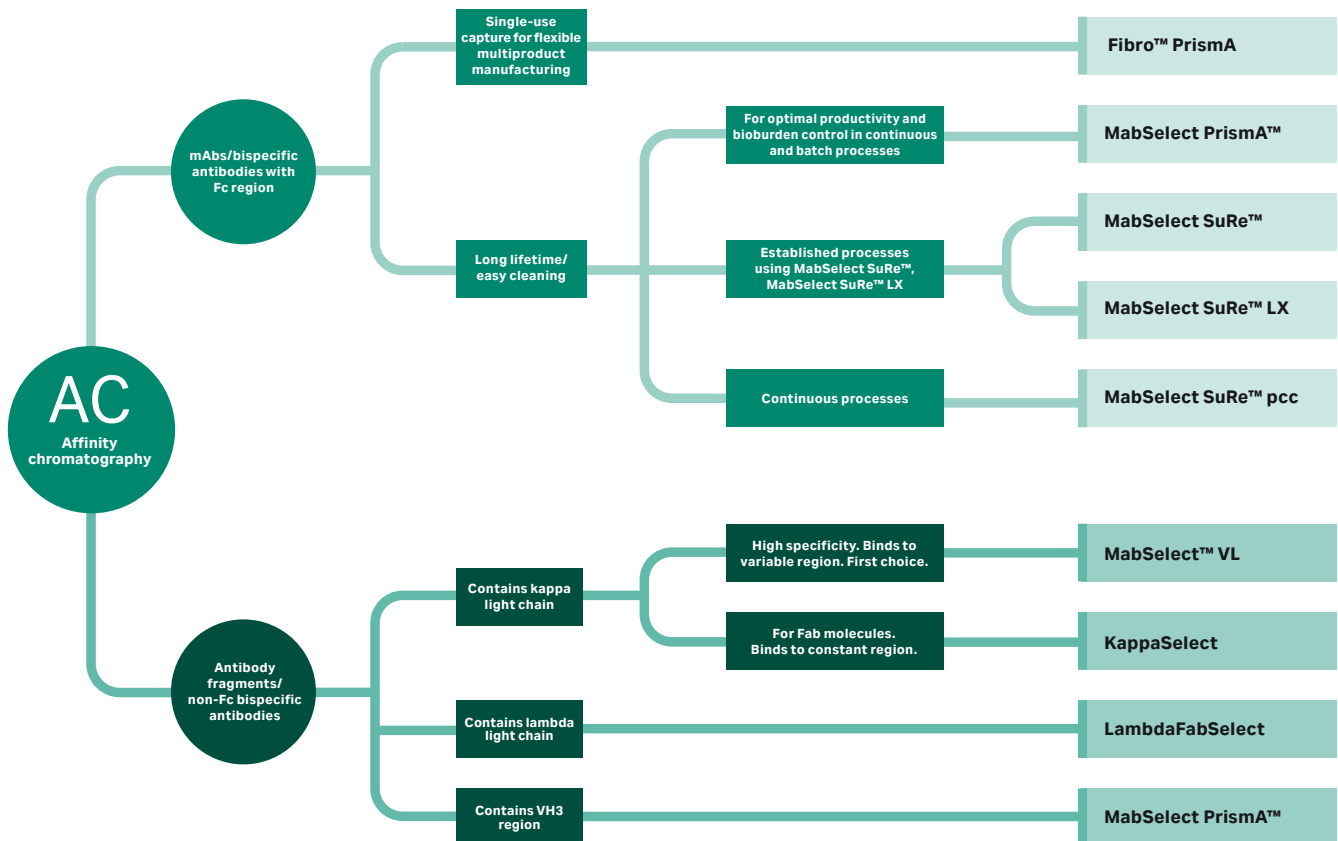 Single-use
capture for flexible
multiproduct
manufacturing
Fibro™ PrismA
mAbs/bispecific
antibodies with
Fc region
For optimal productivity and
bioburden control in continuous
and batch processes
MabSelect PrismA™
Long lifetime/
easy cleaning
Established processes
using MabSelect SuRe™,
MabSelect SuRe™ LX
MabSelect SuRe™
MabSelect SuRe™ LX
Continuous processes
MabSelect SuRe™ pcc
AC
Affinity
chromatography
Antibody
fragments/
non-Fc bispecific
antibodies
Contains kappa
light chain
High specificity. Binds to
variable region. First choice.
MabSelect™ VL
For Fab molecules.
Binds to constant region.
KappaSelect
Contains lambda
light chain
LambdaFabSelect
Contains VH3
region
MabSelect PrismA™